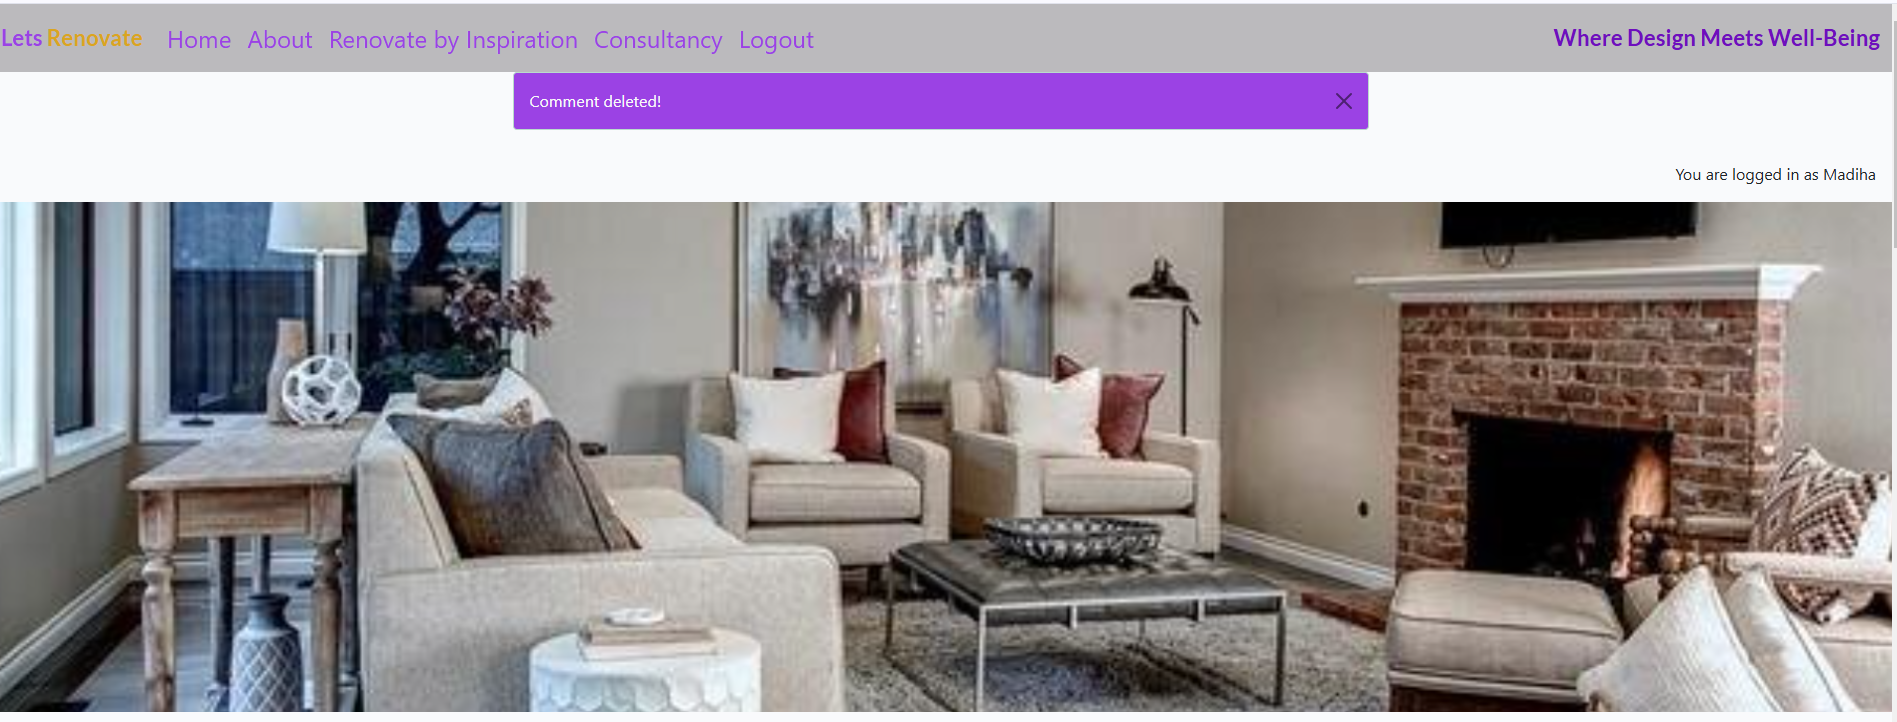 Lets Renovate Home About Renovate by Inspiration Consultancy Logout Where Design Meets Well-Being
Comment deleted!
You are logged in as Madiha